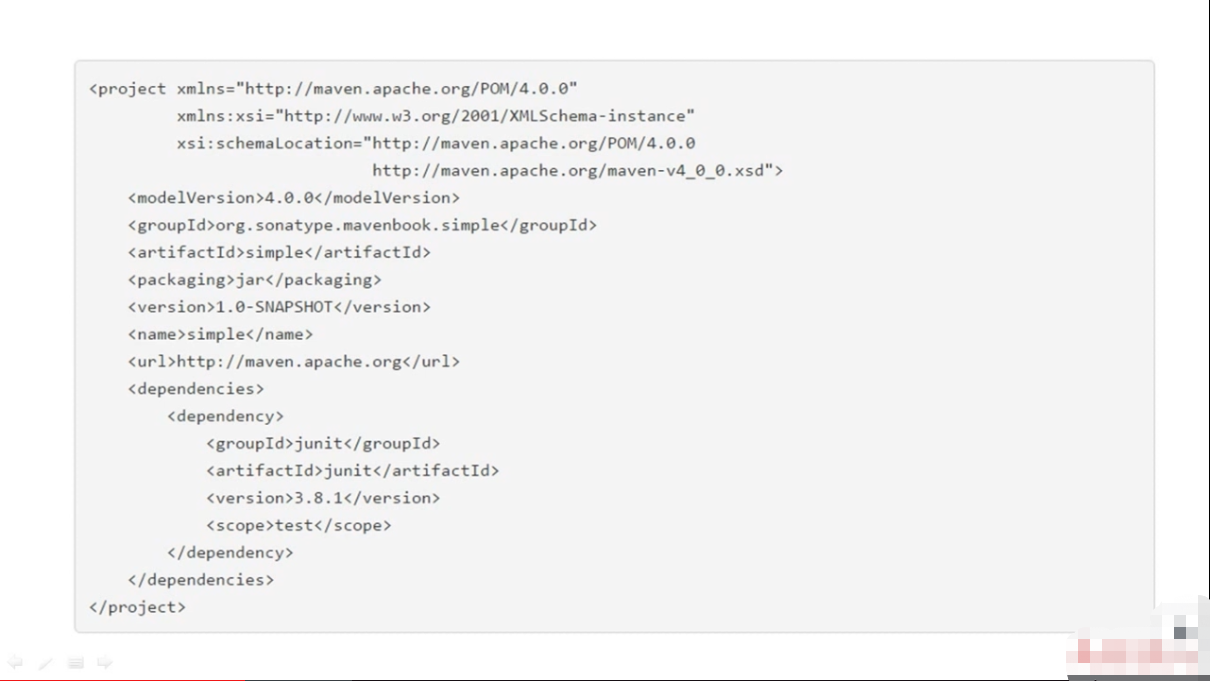 <project xmlns="http://maven.apache.org/POM/4.0.0"
         xmlns:xsi="http://www.w3.org/2001/XMLSchema-instance"
         xsi:schemaLocation="http://maven.apache.org/POM/4.0.0
                             http://maven.apache.org/maven-v4_0_0.xsd">
    <modelVersion>4.0.0</modelVersion>
    <groupId>org.sonatype.mavenbook.simple</groupId>
    <artifactId>simple</artifactId>
    <packaging>jar</packaging>
    <version>1.0-SNAPSHOT</version>
    <name>simple</name>
    <url>http://maven.apache.org</url>
    <dependencies>
        <dependency>
            <groupId>junit</groupId>
            <artifactId>junit</artifactId>
            <version>3.8.1</version>
            <scope>test</scope>
        </dependency>
    </dependencies>
</project>